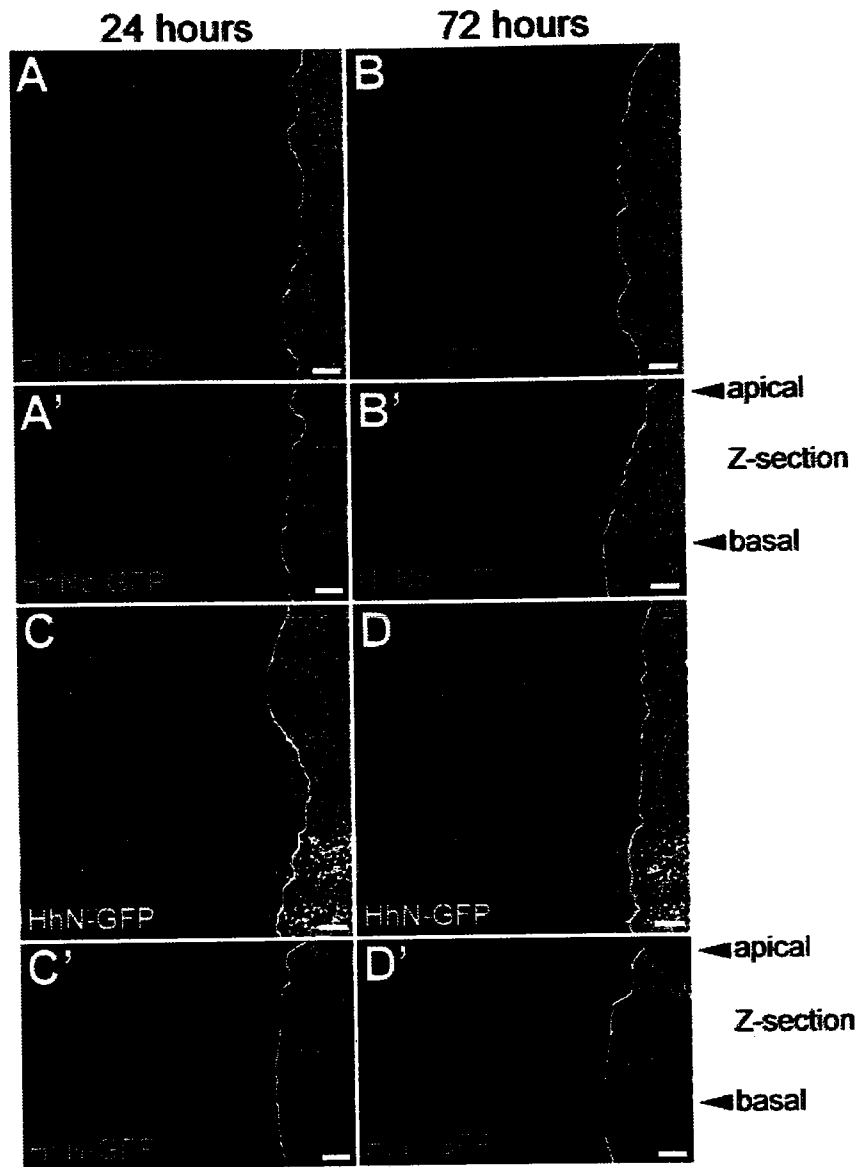 24 hours 72 hours
A B
A' B'
apical
Z-section
basal
C D
HhN-GFP HhN-GFP
C' D'
apical
Z-section
basal